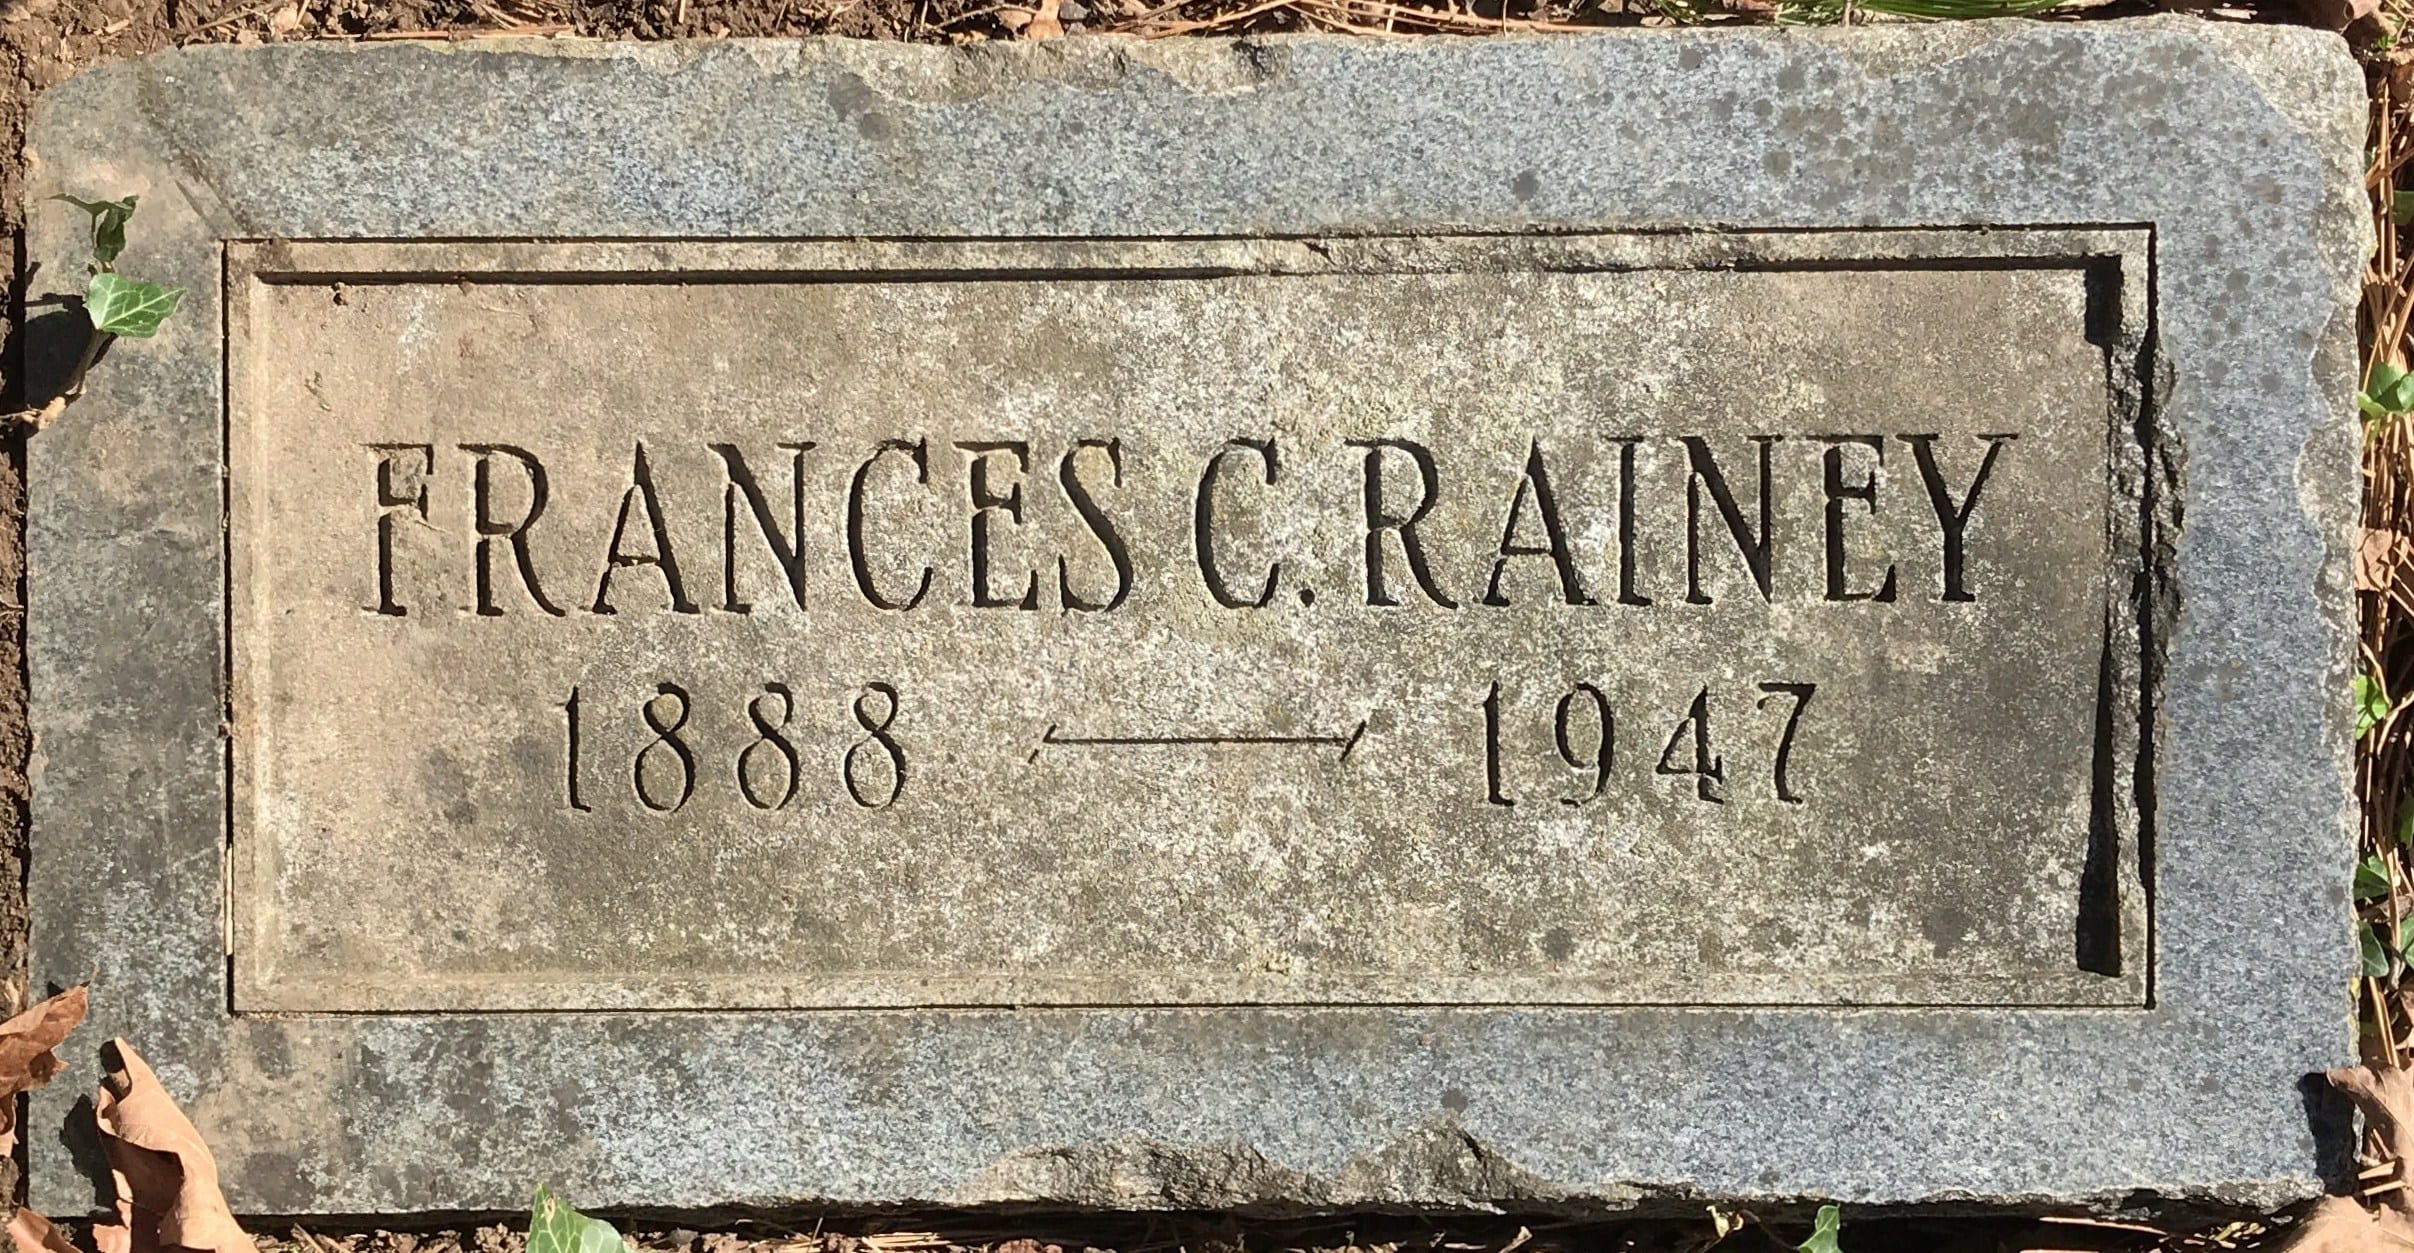 FRANCES C. RAINEY
1888 — 1947